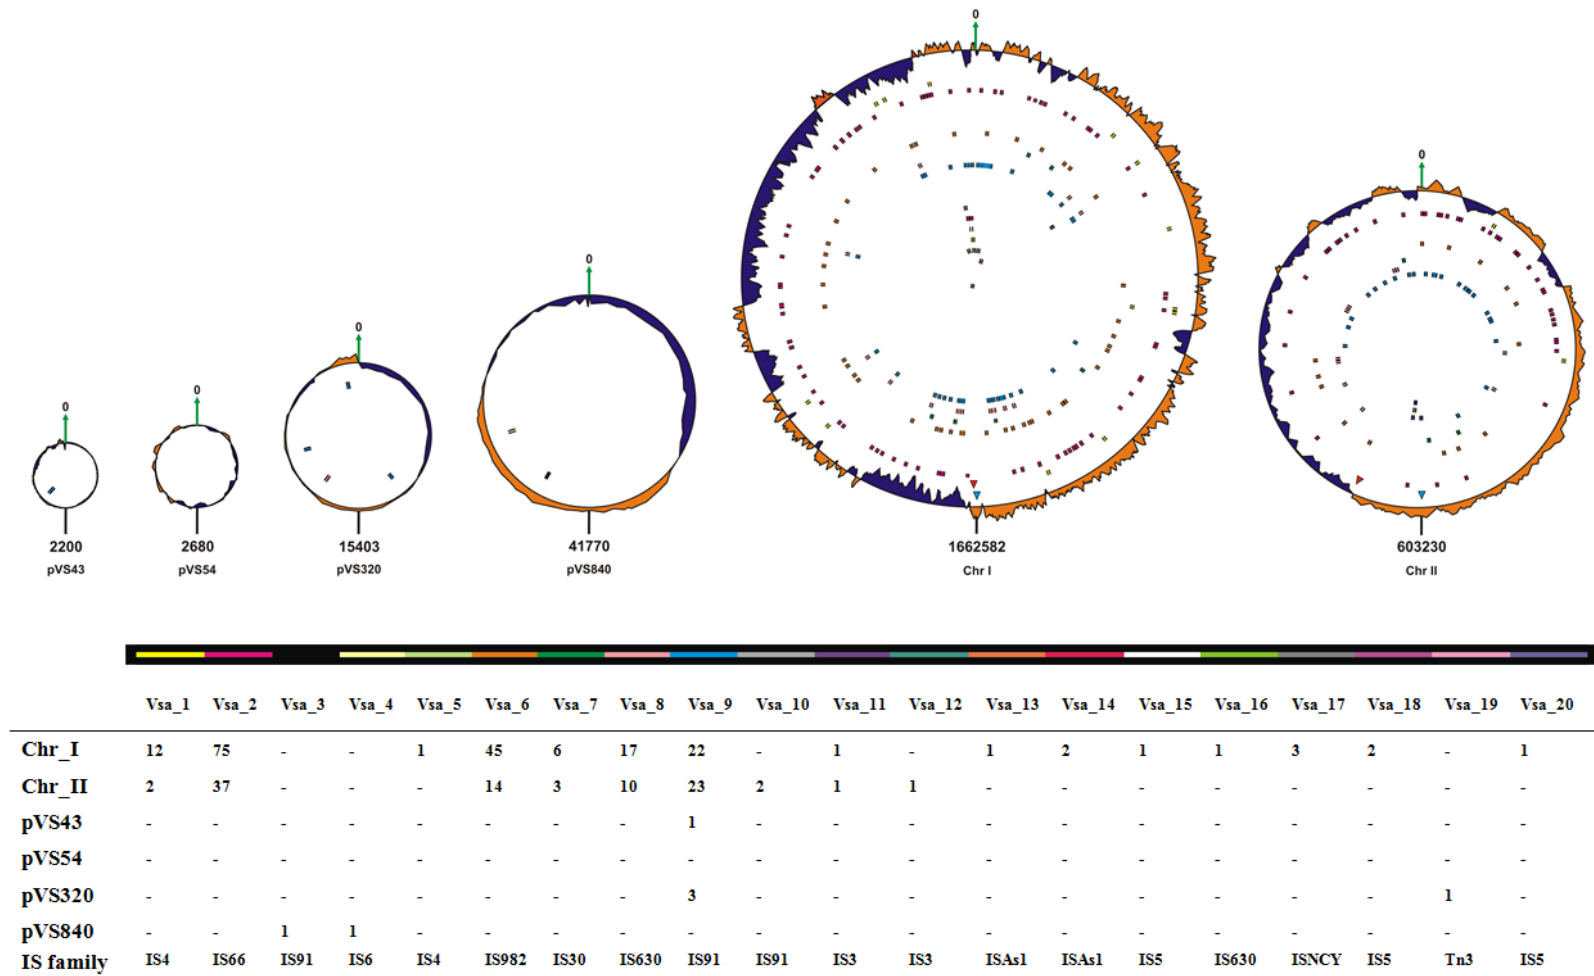 0
0
0
0
0
0
2200
2680
15403
41770
1662582
603230
pVS43
pVS54
pVS320
pVS840
Chr I
Chr II
Vsa_1 Vsa_2 Vsa_3 Vsa_4 Vsa_5 Vsa_6 Vsa_7 Vsa_8 Vsa_9 Vsa_10 Vsa_11 Vsa_12 Vsa_13 Vsa_14 Vsa_15 Vsa_16 Vsa_17 Vsa_18 Vsa_19 Vsa_20
Chr_I 12 75 - - 1 45 6 17 22 - 1 - 1 2 1 1 3 2 - 1
Chr_II 2 37 - - - 14 3 10 23 2 1 1 - - - - - - - -
pVS43 - - - - - - - - 1 - - - - - - - - - - -
pVS54 - - - - - - - - - - - - - - - - - - - -
pVS320 - - - - - - - - 3 - - - - - - - - - 1 -
pVS840 - - 1 1 - - - - - - - - - - - - - - - -
IS family IS4 IS66 IS91 IS6 IS4 IS982 IS30 IS630 IS91 IS91 IS3 IS3 ISAs1 ISAs1 IS5 IS630 ISNCY IS5 Tn3 IS5